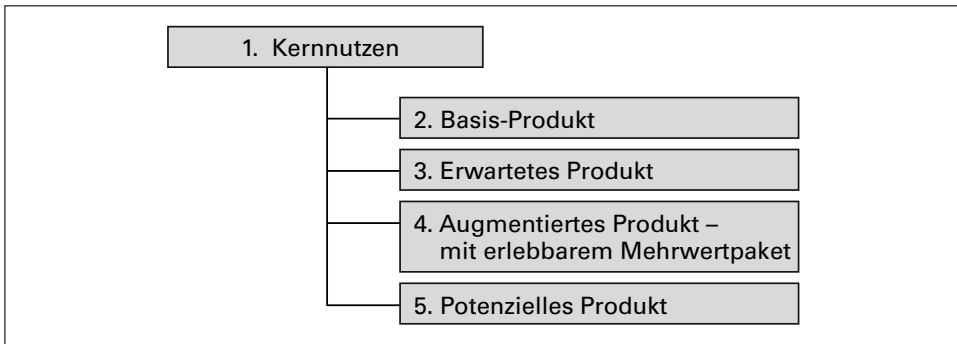 1. Kernnutzen
2. Basis-Produkt
3. Erwartetes Produkt
4. Augmentiertes Produkt –
mit erlebbarem Mehrwertpaket
5. Potenzielles Produkt